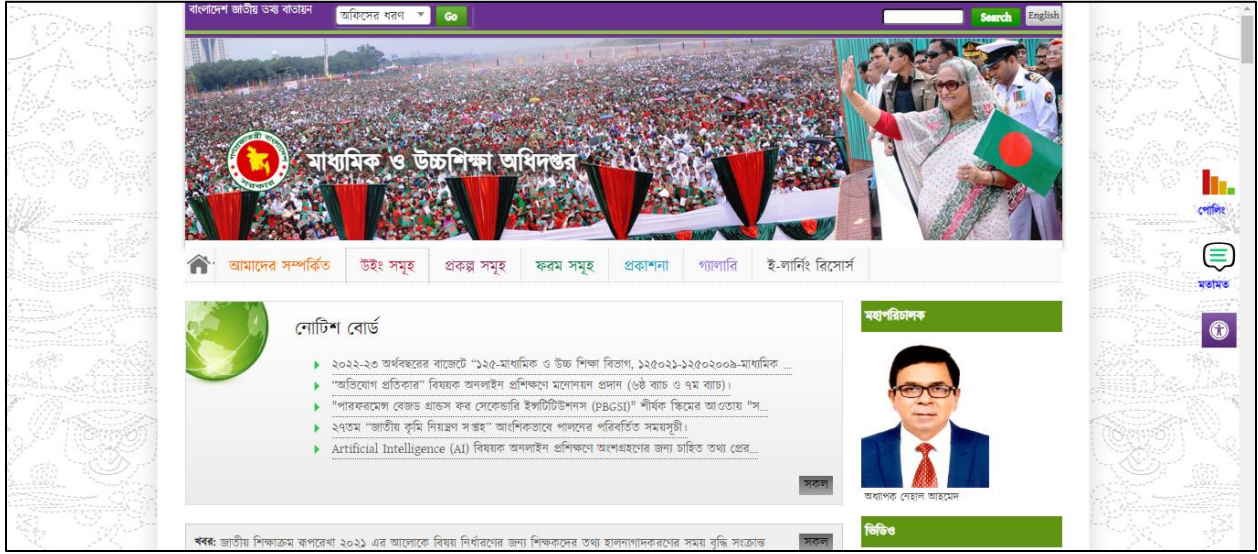 বাংলাদেশ জাতীয় তথ্য বাতায়ন
অফিসের ধরণ
Go
Search
English
মাধ্যমিক ও উচ্চশিক্ষা অধিদপ্তর
আমাদের সম্পর্কিত
উইং সমূহ
প্রকল্প সমূহ
ফরম সমূহ
প্রকাশনা
গ্যালারি
ই-লার্নিং রিসোর্স
পোলিং
মতামত
নোটিশ বোর্ড
২০২২-২৩ অর্থবছরের বাজেটে "১২৫-মাধ্যমিক ও উচ্চ শিক্ষা বিভাগ, ১২৫০২১-১২৫০২০০৯-মাধ্যমিক ...
"অভিযোগ প্রতিকার" বিষয়ক অনলাইন প্রশিক্ষণে মনোনয়ন প্রদান (৬ষ্ঠ ব্যাচ ও ৭ম ব্যাচ)।
"পারফরমেন্স বেজড গ্রান্টস ফর সেকেন্ডারি ইন্সটিটিউশনস (PBGSI)" শীর্ষক স্কিমের আওতায় "স...
২৭তম "জাতীয় কৃমি নিয়ন্ত্রণ সপ্তাহ" আংশিকভাবে পালনের পরিবর্তিত সময়সূচী।
Artificial Intelligence (AI) বিষয়ক অনলাইন প্রশিক্ষণে অংশগ্রহণের জন্য চাহিত তথ্য প্রের...
সকল
মহাপরিচালক
অধ্যাপক নেহাল আহমেদ
ভিডিও
খবর: জাতীয় শিক্ষাক্রম রূপরেখা ২০২১ এর আলোকে বিষয় নির্ধারণের জন্য শিক্ষকদের তথ্য হালনাগাদকরণের সময় বৃদ্ধি সংক্রান্ত
সকল